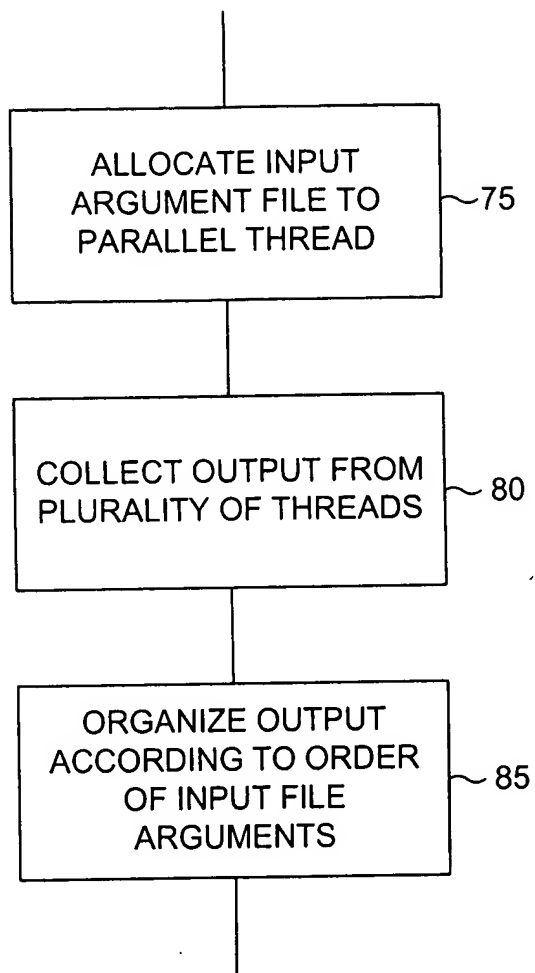 ALLOCATE INPUT
ARGUMENT FILE TO
PARALLEL THREAD
75
COLLECT OUTPUT FROM
PLURALITY OF THREADS
80
ORGANIZE OUTPUT
ACCORDING TO ORDER
OF INPUT FILE
ARGUMENTS
85